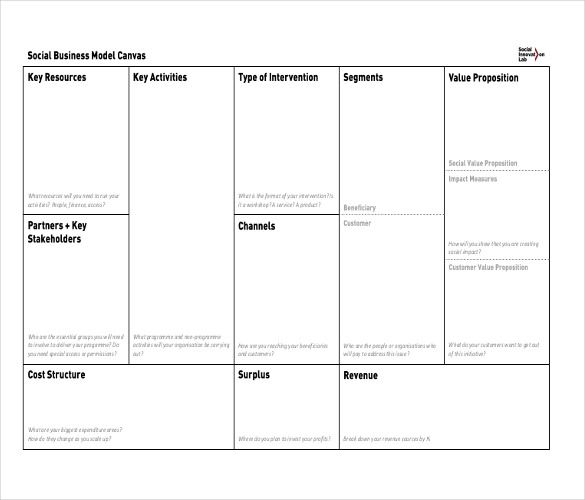 Social Business Model Canvas
Social
Innovation
Lab
Key Resources
What resources will you need to run your
activities? People, finance, access?
Partners + Key
Stakeholders
Who are the essential groups you will need
to involve to deliver your programme? Do
you need special access or permissions?
Key Activities
What programme and non-programme
activities will your organisation be carrying
out?
Type of Intervention
What is the format of your intervention? Is
it a workshop? A service? A product?
Channels
How are you reaching your beneficiaries
and customers?
Segments
Beneficiary
Customer
Who are the people or organisations who
will pay to address this issue?
Value Proposition
Social Value Proposition
Impact Measures
How will you show that you are creating
social impact?
Customer Value Proposition
What do your customers want to get out
of this initiative?
Cost Structure
What are your biggest expenditure areas?
How do they change as you scale up?
Surplus
Where do you plan to invest your profits?
Revenue
Break down your revenue sources by %